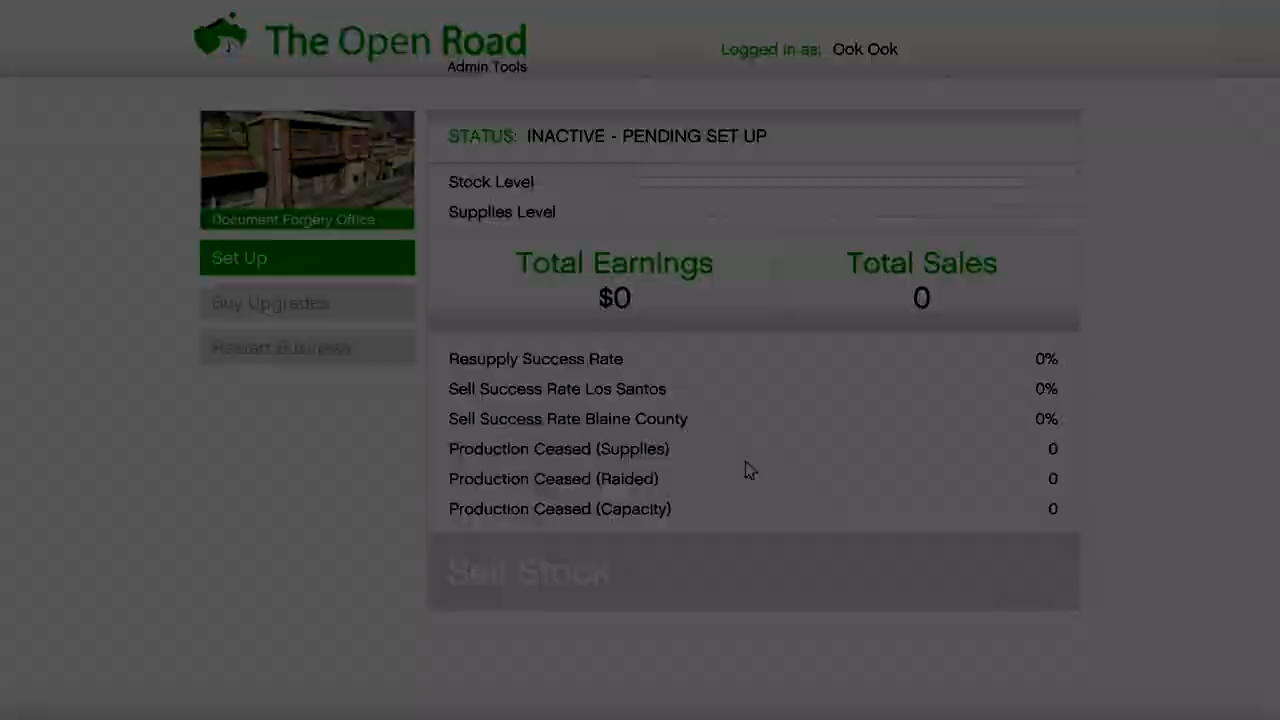 The Open Road
Admin Tools
Logged in as: Ook Ook
Document Forgery Office
Set Up
Buy Upgrades
Restart Business
STATUS: INACTIVE - PENDING SET UP
Stock Level
Supplies Level
Total Earnings
$0
Total Sales
0
Resupply Success Rate 0%
Sell Success Rate Los Santos 0%
Sell Success Rate Blaine County 0%
Production Ceased (Supplies) 0
Production Ceased (Raided) 0
Production Ceased (Capacity) 0
Sell Stock